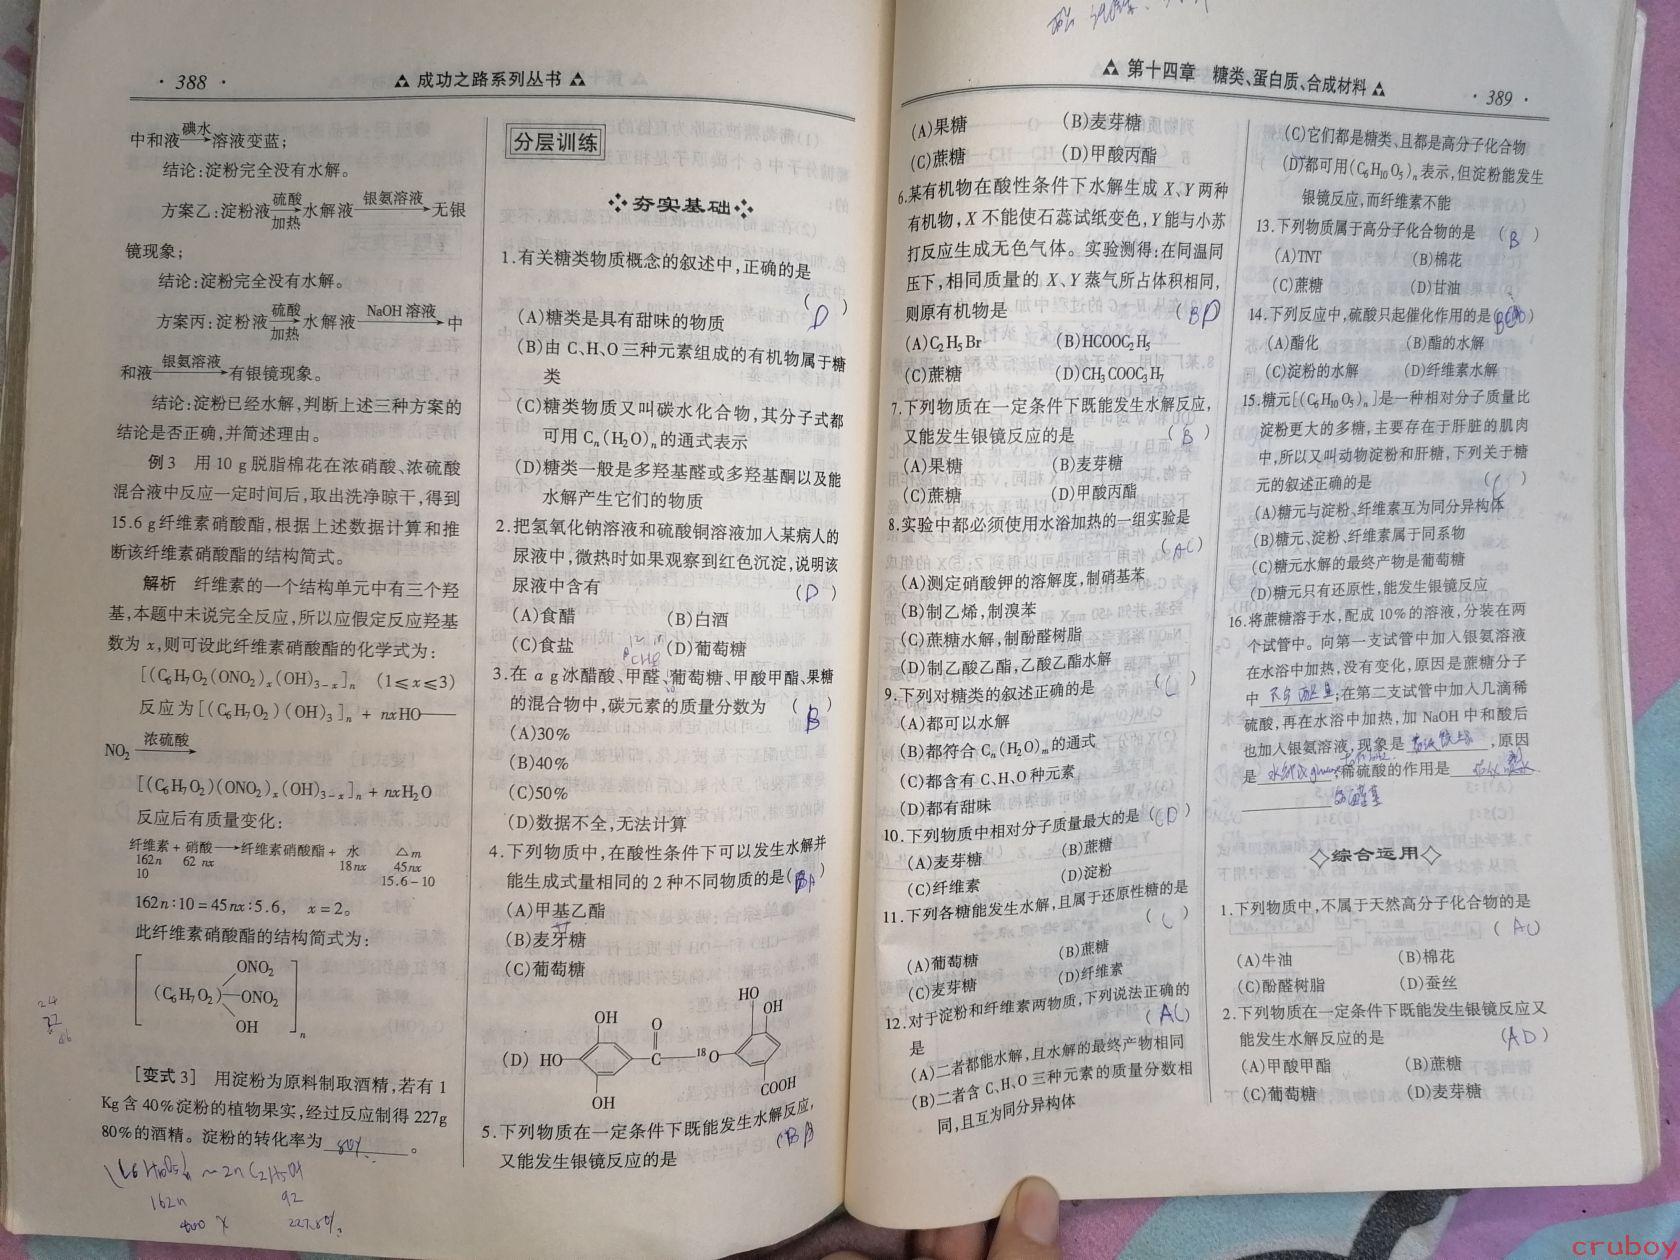 · 388 ·
成功之路系列丛书
中和液 碘水 溶液变蓝;
结论:淀粉完全没有水解。
方案乙:淀粉液 硫酸 加热 水解液 银氨溶液 无银
镜现象;
结论:淀粉完全没有水解。
方案丙:淀粉液 硫酸 加热 水解液 NaOH 溶液 中
和液 银氨溶液 有银镜现象。
结论:淀粉已经水解,判断上述三种方案的
结论是否正确,并简述理由。
例 3 用 10 g 脱脂棉花在浓硝酸、浓硫酸
混合液中反应一定时间后,取出洗净晾干,得到
15.6 g 纤维素硝酸酯,根据上述数据计算和推
断该纤维素硝酸酯的结构简式。
解析 纤维素的一个结构单元中有三个羟
基,本题中未说完全反应,所以应假定反应羟基
数为 x,则可设此纤维素硝酸酯的化学式为:
[(C₆H₇O₂(ONO₂)ₓ(OH)₃₋ₓ]ₙ (1≤x≤3)
反应为[(C₆H₇O₂)(OH)₃]ₙ + nxHO——
NO₂ 浓硫酸
[(C₆H₇O₂)(ONO₂)ₓ(OH)₃₋ₓ]ₙ + nxH₂O
反应后有质量变化:
纤维素 + 硝酸→纤维素硝酸酯 + 水 △m
162n 62 nx 18nx 45nx
10 15.6-10
162n:10=45nx:5.6, x=2。
此纤维素硝酸酯的结构简式为:
ONO₂
(C₆H₇O₂)—ONO₂
OH
n
24
[变式3] 用淀粉为原料制取酒精,若有 1
Kg 含 40%淀粉的植物果实,经过反应制得 227g
80%的酒精。淀粉的转化率为 80% 。
(C₆H₁₀O₅)ₙ ~ 2n C₂H₅OH
162n 92
400 X 227.8%
分层训练
夯实基础
1.有关糖类物质概念的叙述中,正确的是
( D )
(A)糖类是具有甜味的物质
(B)由 C、H、O 三种元素组成的有机物属于糖
类
(C)糖类物质又叫碳水化合物,其分子式都
可用 Cₙ(H₂O)ₙ的通式表示
(D)糖类一般是多羟基醛或多羟基酮以及能
水解产生它们的物质
2.把氢氧化钠溶液和硫酸铜溶液加入某病人的
尿液中,微热时如果观察到红色沉淀,说明该
尿液中含有 ( D )
(A)食醋 (B)白酒
(C)食盐 (D)葡萄糖
3.在 a g 冰醋酸、甲醛、葡萄糖、甲酸甲酯、果糖
的混合物中,碳元素的质量分数为 ( B )
(A)30%
(B)40%
(C)50%
(D)数据不全,无法计算
4.下列物质中,在酸性条件下可以发生水解并
能生成式量相同的 2 种不同物质的是(BA)
(A)甲基乙酯
(B)麦牙糖
(C)葡萄糖
(D) HO OH OH C O ¹⁸O HO OH COOH
5.下列物质在一定条件下既能发生水解反应,
又能发生银镜反应的是
第十四章 糖类、蛋白质、合成材料
· 389 ·
(A)果糖 (B)麦芽糖
(C)蔗糖 (D)甲酸丙酯
6.某有机物在酸性条件下水解生成 X、Y 两种
有机物,X 不能使石蕊试纸变色,Y 能与小苏
打反应生成无色气体。实验测得:在同温同
压下,相同质量的 X、Y 蒸气所占体积相同,
则原有机物是 ( BD )
(A)C₂H₅Br (B)HCOOC₂H₅
(C)蔗糖 (D)CH₃COOC₃H₇
7.下列物质在一定条件下既能发生水解反应,
又能发生银镜反应的是 ( B )
(A)果糖 (B)麦芽糖
(C)蔗糖 (D)甲酸丙酯
8.实验中都必须使用水浴加热的一组实验是
( AC )
(A)测定硝酸钾的溶解度,制硝基苯
(B)制乙烯,制溴苯
(C)蔗糖水解,制酚醛树脂
(D)制乙酸乙酯,乙酸乙酯水解
9.下列对糖类的叙述正确的是 ( C )
(A)都可以水解
(B)都符合 Cₙ(H₂O)ₘ的通式
(C)都含有 C、H、O 种元素
(D)都有甜味
10.下列物质中相对分子质量最大的是(CD)
(A)麦芽糖 (B)蔗糖
(C)纤维素 (D)淀粉
11.下列各糖能发生水解,且属于还原性糖的是
( C )
(A)葡萄糖 (B)蔗糖
(C)麦芽糖 (D)纤维素
12.对于淀粉和纤维素两物质,下列说法正确的
是 ( AC )
(A)二者都能水解,且水解的最终产物相同
(B)二者含 C、H、O 三种元素的质量分数相
同,且互为同分异构体
(C)它们都是糖类,且都是高分子化合物
(D)都可用(C₆H₁₀O₅)ₙ表示,但淀粉能发生
银镜反应,而纤维素不能
13.下列物质属于高分子化合物的是 ( B )
(A)TNT (B)棉花
(C)蔗糖 (D)甘油
14.下列反应中,硫酸只起催化作用的是
(A)酯化 (B)酯的水解
(C)淀粉的水解 (D)纤维素水解
15.糖元[(C₆H₁₀O₅)ₙ]是一种相对分子质量比
淀粉更大的多糖,主要存在于肝脏的肌肉
中,所以又叫动物淀粉和肝糖,下列关于糖
元的叙述正确的是 ( C )
(A)糖元与淀粉、纤维素互为同分异构体
(B)糖元、淀粉、纤维素属于同系物
(C)糖元水解的最终产物是葡萄糖
(D)糖元只有还原性,能发生银镜反应
16.将蔗糖溶于水,配成 10%的溶液,分装在两
个试管中。向第一支试管中加入银氨溶液
在水浴中加热,没有变化,原因是蔗糖分子
中 不含醛基;在第二支试管中加入几滴稀
硫酸,再在水浴中加热,加 NaOH 中和酸后
也加入银氨溶液,现象是 ,原因
是 ,稀硫酸的作用是
综合运用
1.下列物质中,不属于天然高分子化合物的是
( AC )
(A)牛油 (B)棉花
(C)酚醛树脂 (D)蚕丝
2.下列物质在一定条件下既能发生银镜反应又
能发生水解反应的是 (AD)
(A)甲酸甲酯 (B)蔗糖
(C)葡萄糖 (D)麦芽糖
cruboy